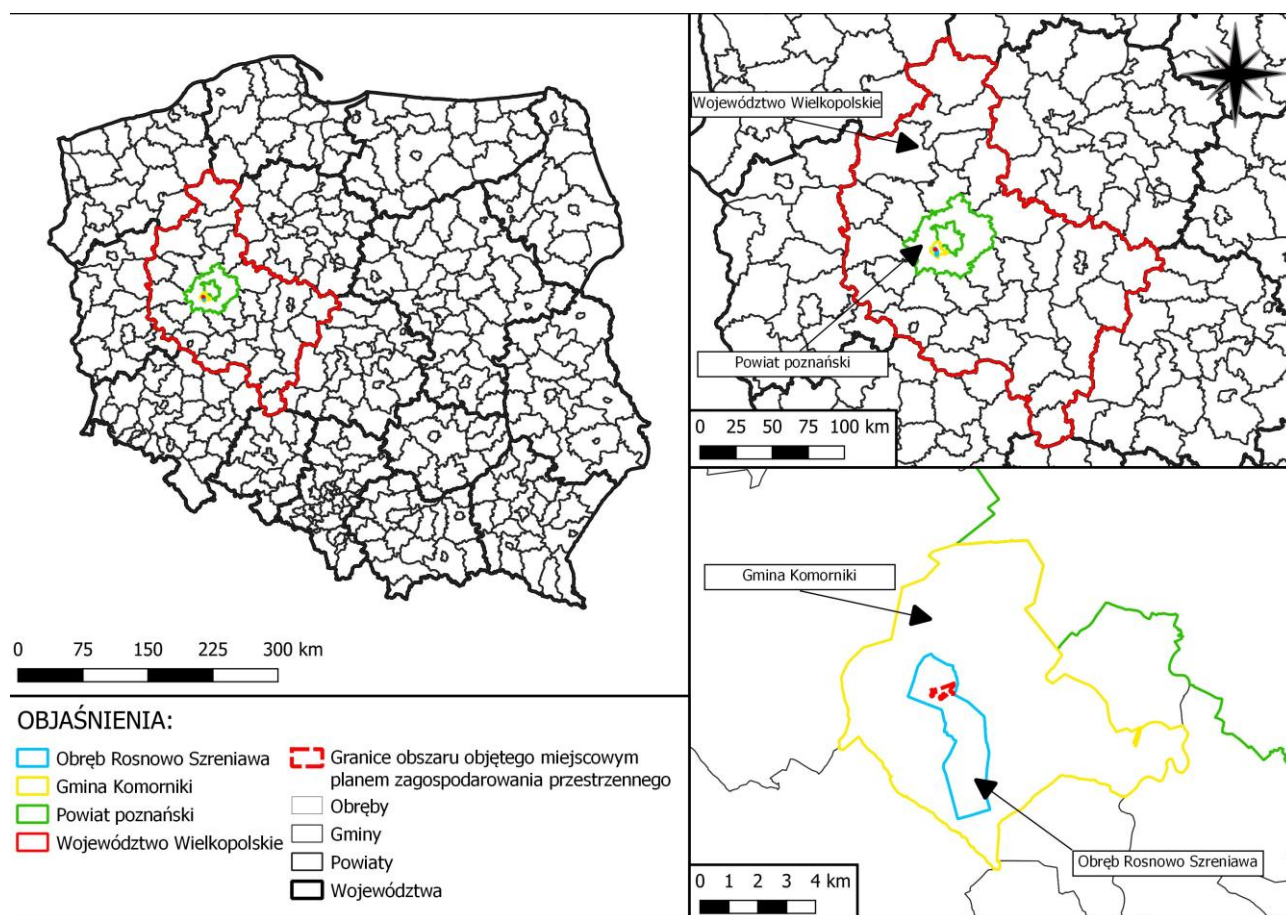 0 75 150 225 300 km
OBJAŚNIENIA:
Obręb Rosnowo Szreniawa
Gmina Komorniki
Powiat poznański
Województwo Wielkopolskie
Granice obszaru objętego miejscowym
planem zagospodarowania przestrzennego
Obręby
Gminy
Powiaty
Województwa
Województwo Wielkopolskie
Powiat poznański
0 25 50 75 100 km
Gmina Komorniki
Obręb Rosnowo Szreniawa
0 1 2 3 4 km